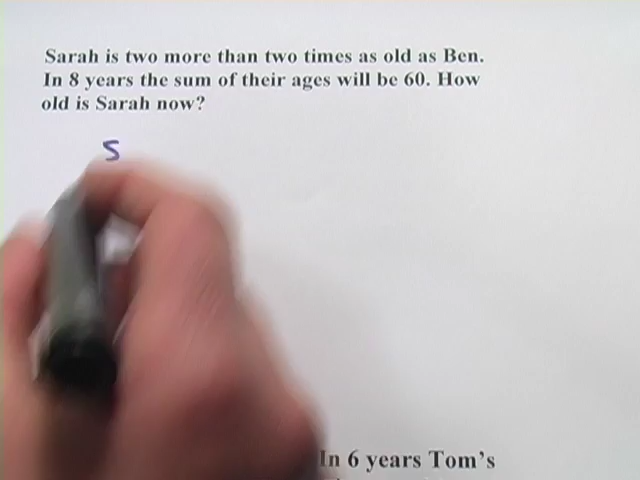 Sarah is two more than two times as old as Ben.
In 8 years the sum of their ages will be 60. How
old is Sarah now?
S
In 6 years Tom's